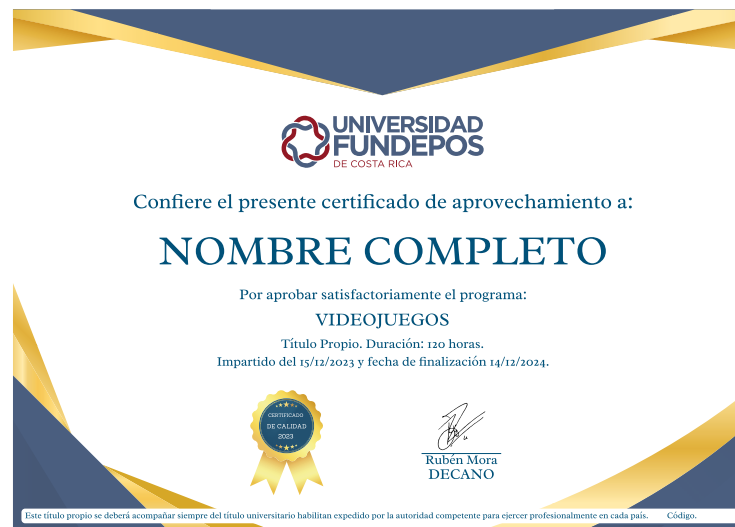 UNIVERSIDAD
FUNDEPOS
DE COSTA RICA
Confiere el presente certificado de aprovechamiento a:
NOMBRE COMPLETO
Por aprobar satisfactoriamente el programa:
VIDEOJUEGOS
Título Propio. Duración: 120 horas.
Impartido del 15/12/2023 y fecha de finalización 14/12/2024.
CERTIFICADO
DE CALIDAD
2023
Rubén Mora
DECANO
Este título propio se deberá acompañar siempre del título universitario habilitan expedido por la autoridad competente para ejercer profesionalmente en cada país. Código.